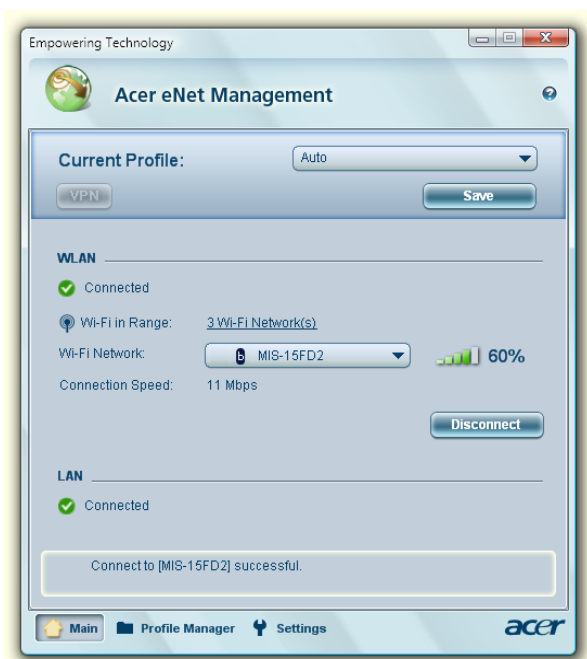 Empowering Technology
Acer eNet Management
Current Profile: Auto
VPN Save
WLAN
Connected
Wi-Fi in Range: 3 Wi-Fi Network(s)
Wi-Fi Network: b MIS-15FD2 60%
Connection Speed: 11 Mbps
Disconnect
LAN
Connected
Connect to [MIS-15FD2] successful.
Main Profile Manager Settings acer